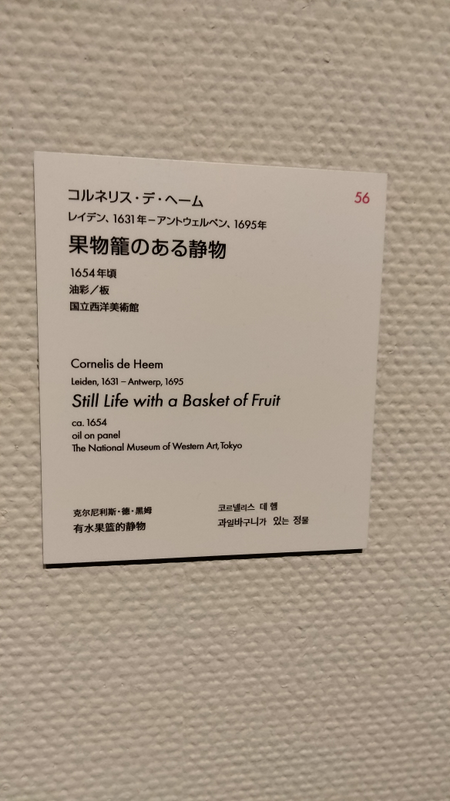 56
コルネリス・デ・ヘーム
レイデン、1631年－アントウェルペン、1695年
果物籠のある静物
1654年頃
油彩／板
国立西洋美術館
Cornelis de Heem
Leiden, 1631 – Antwerp, 1695
Still Life with a Basket of Fruit
ca. 1654
oil on panel
The National Museum of Western Art, Tokyo
克尔尼利斯・德・黑姆
有水果篮的静物
코르넬리스 데 헴
과일바구니가 있는 정물